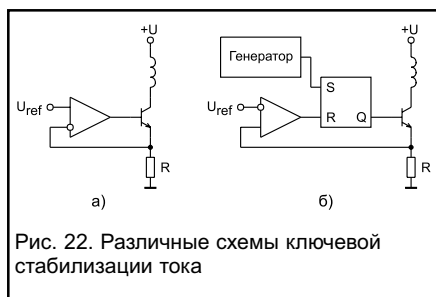 +U
+U
Генератор
S
U_ref
U_ref
R
Q
R
R
а)
б)
Рис. 22. Различные схемы ключевой
стабилизации тока